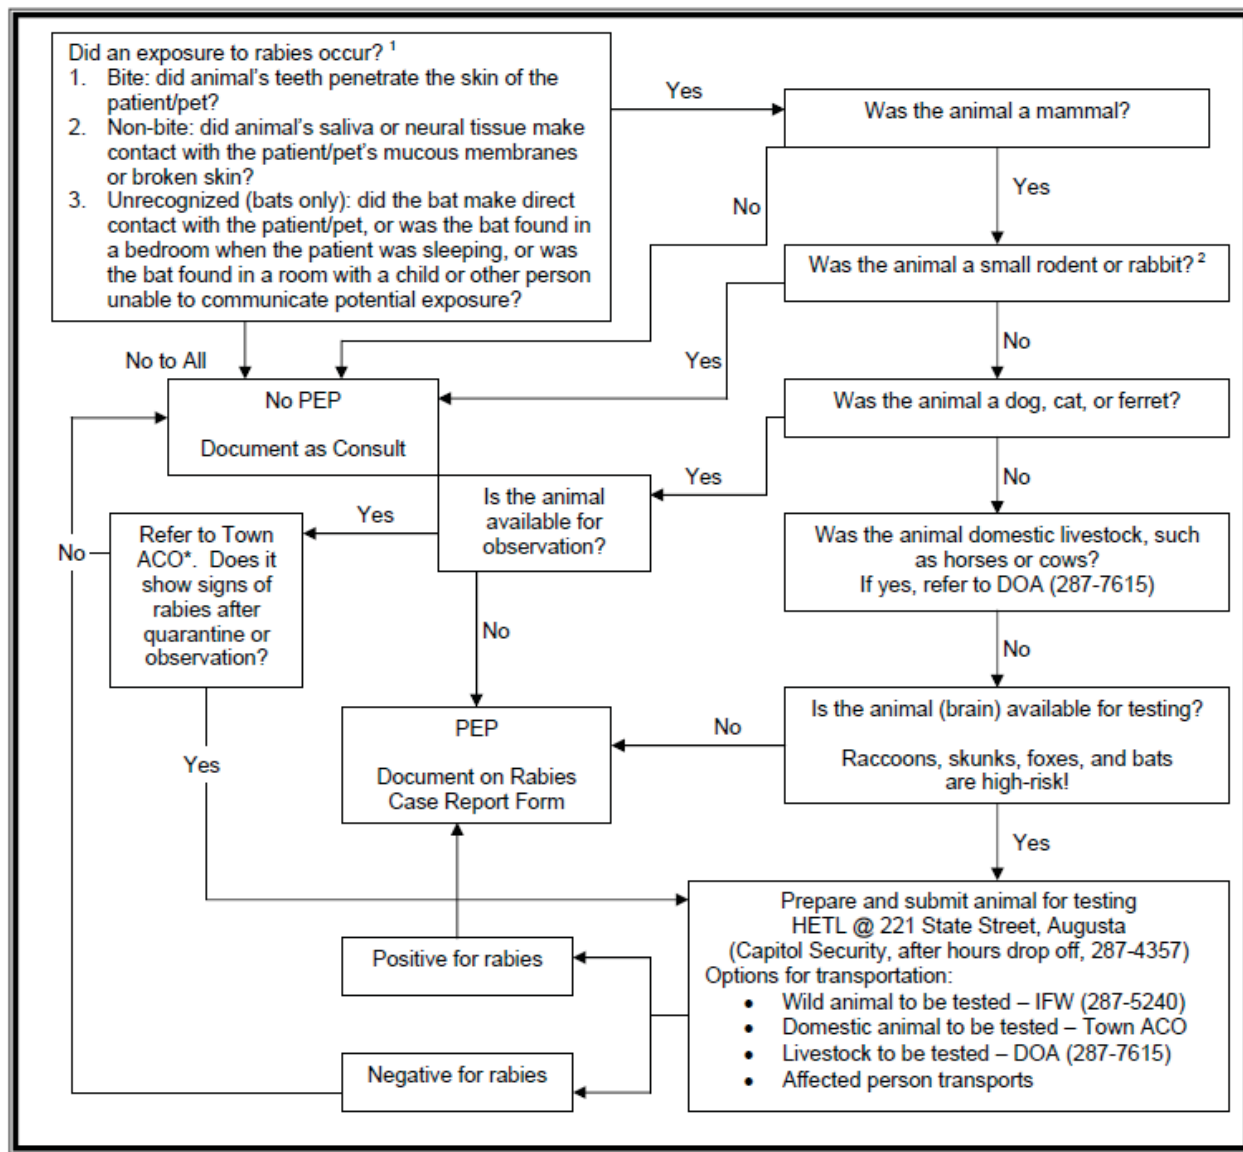 Did an exposure to rabies occur? 1
1. Bite: did animal's teeth penetrate the skin of the
patient/pet?
2. Non-bite: did animal's saliva or neural tissue make
contact with the patient/pet's mucous membranes
or broken skin?
3. Unrecognized (bats only): did the bat make direct
contact with the patient/pet, or was the bat found in
a bedroom when the patient was sleeping, or was
the bat found in a room with a child or other person
unable to communicate potential exposure?
Yes
Was the animal a mammal?
No
Yes
Was the animal a small rodent or rabbit? 2
No to All
Yes
No
No PEP
Document as Consult
Was the animal a dog, cat, or ferret?
Yes
No
Is the animal
available for
observation?
Yes
No
Refer to Town
ACO*. Does it
show signs of
rabies after
quarantine or
observation?
No
Was the animal domestic livestock, such
as horses or cows?
If yes, refer to DOA (287-7615)
No
Yes
PEP
Document on Rabies
Case Report Form
No
Is the animal (brain) available for testing?
Raccoons, skunks, foxes, and bats
are high-risk!
Yes
Prepare and submit animal for testing
HETL @ 221 State Street, Augusta
(Capitol Security, after hours drop off, 287-4357)
Options for transportation:
• Wild animal to be tested – IFW (287-5240)
• Domestic animal to be tested – Town ACO
• Livestock to be tested – DOA (287-7615)
• Affected person transports
Positive for rabies
Negative for rabies